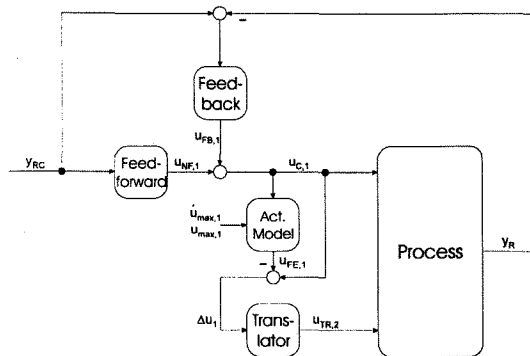 −
Feed-
back
u_FB,1
y_RC
Feed-
forward
u_NF,1
u_C,1
u̇_max,1
u_max,1
Act.
Model
Process
y_R
−
u_FE,1
Δu_1
Trans-
lator
u_TR,2